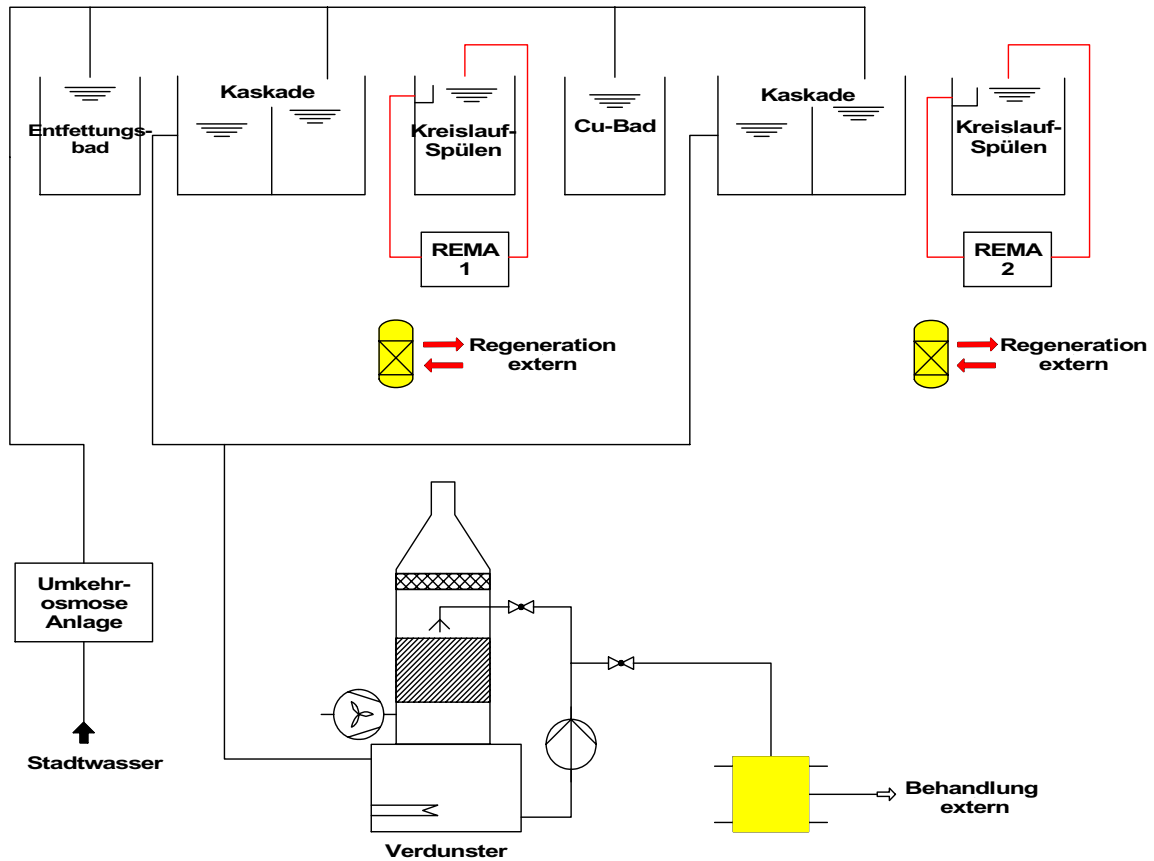 Entfettungs-
bad
Kaskade
Kreislauf-
Spülen
Cu-Bad
Kaskade
Kreislauf-
Spülen
REMA
1
REMA
2
Regeneration
extern
Regeneration
extern
Umkehr-
osmose
Anlage
Stadtwasser
Verdunster
Behandlung
extern